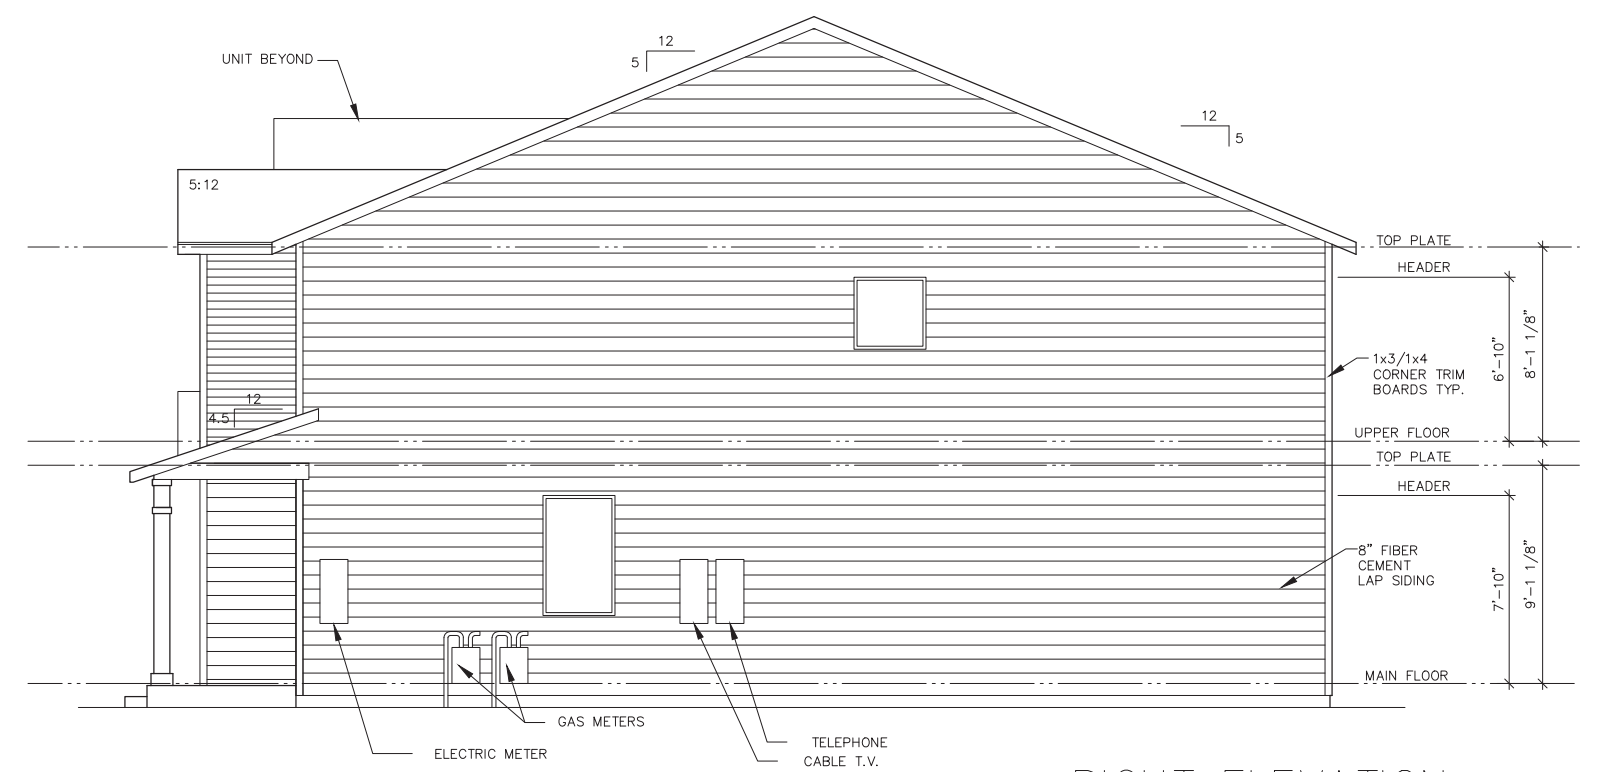 12
5
UNIT BEYOND
12
5
5:12
TOP PLATE
HEADER
6'-10"
8'-1 1/8"
1x3/1x4
CORNER TRIM
BOARDS TYP.
12
4.5
UPPER FLOOR
TOP PLATE
HEADER
8" FIBER
CEMENT
LAP SIDING
7'-10"
9'-1 1/8"
MAIN FLOOR
GAS METERS
ELECTRIC METER
TELEPHONE
CABLE T.V.
RIGHT ELEVATION